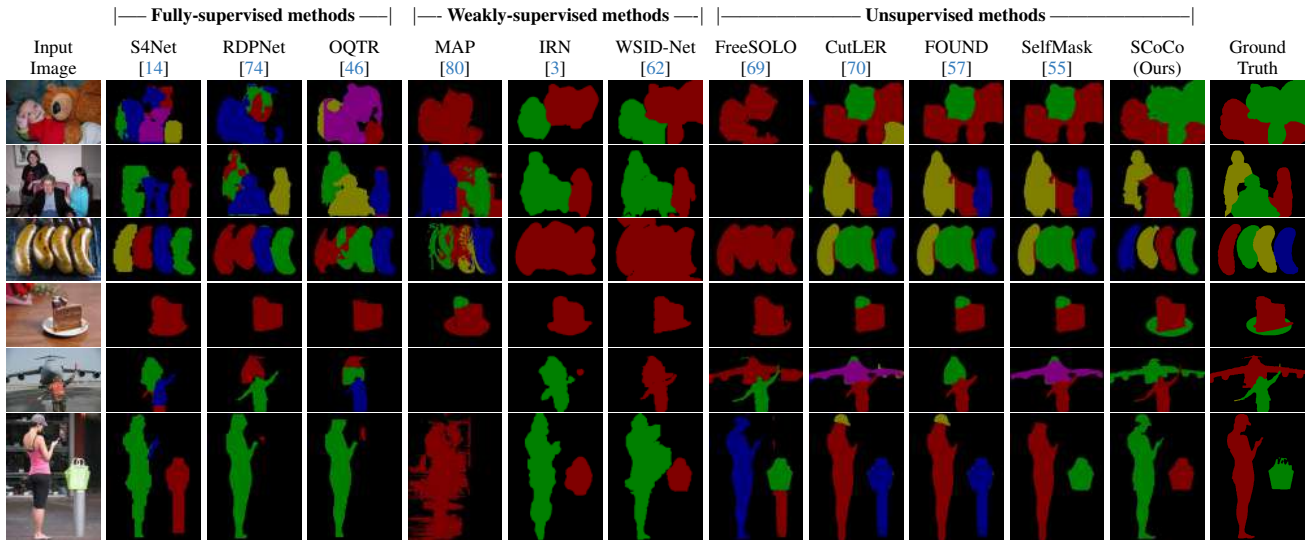 |—– Fully-supervised methods —–| |—- Weakly-supervised methods —-| |————— Unsupervised methods ———————|
Input S4Net RDPNet OQTR MAP IRN WSID-Net FreeSOLO CutLER FOUND SelfMask SCoCo Ground
Image [14] [74] [46] [80] [3] [62] [69] [70] [57] [55] (Ours) Truth